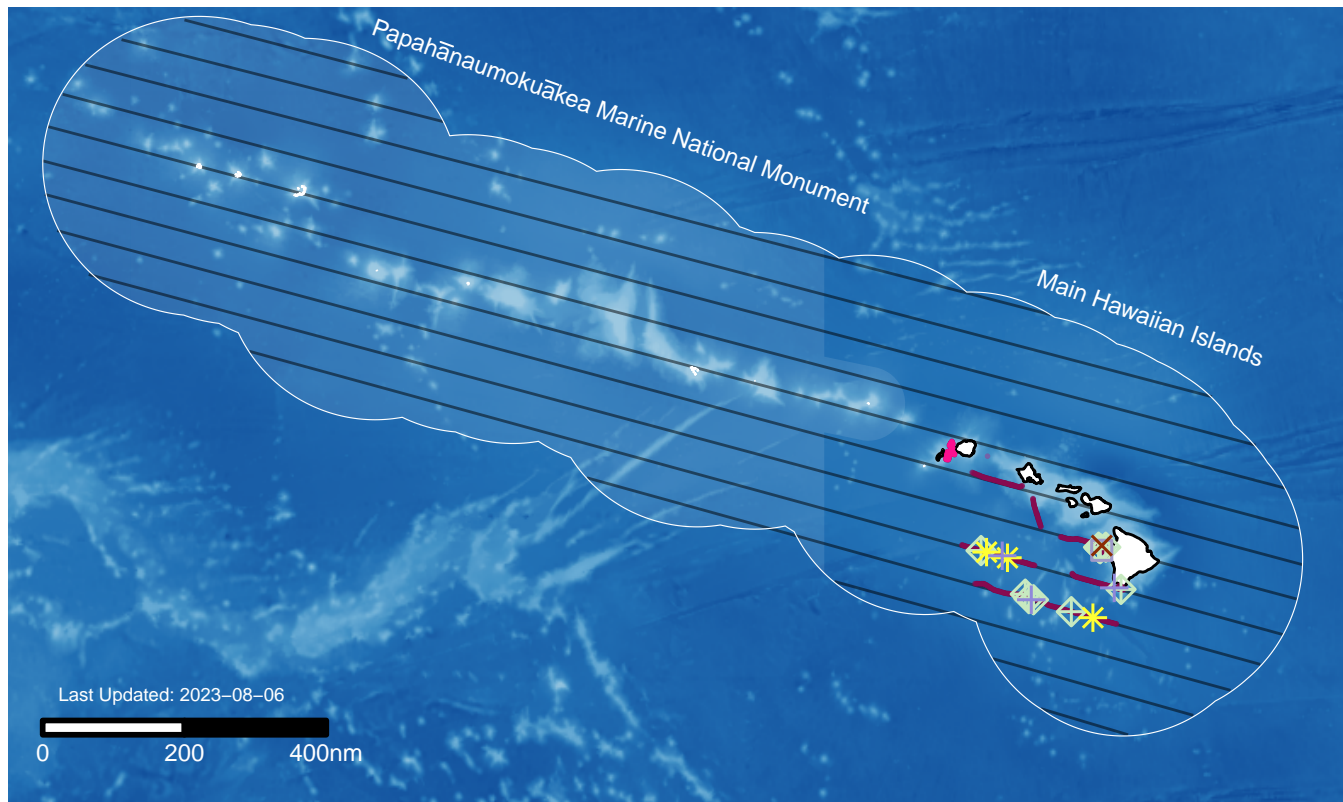 Papahānaumokuākea Marine National Monument
Main Hawaiian Islands
Last Updated: 2023−08−06
0 200 400nm